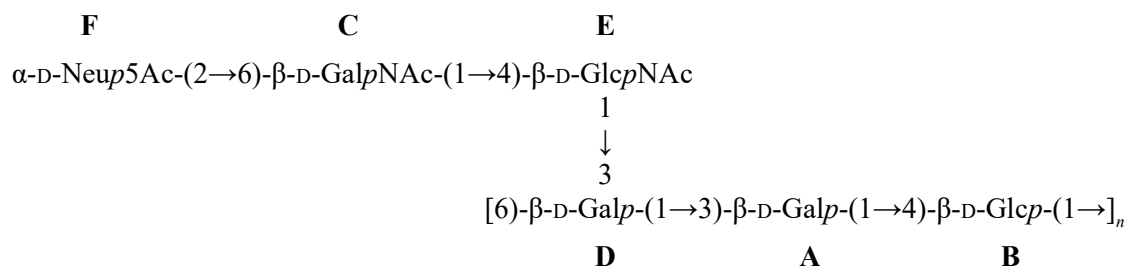 F C E
α-D-Neup5Ac-(2→6)-β-D-GalpNAc-(1→4)-β-D-GlcpNAc
1
↓
3
[6)-β-D-Galp-(1→3)-β-D-Galp-(1→4)-β-D-Glcp-(1→]n
D A B